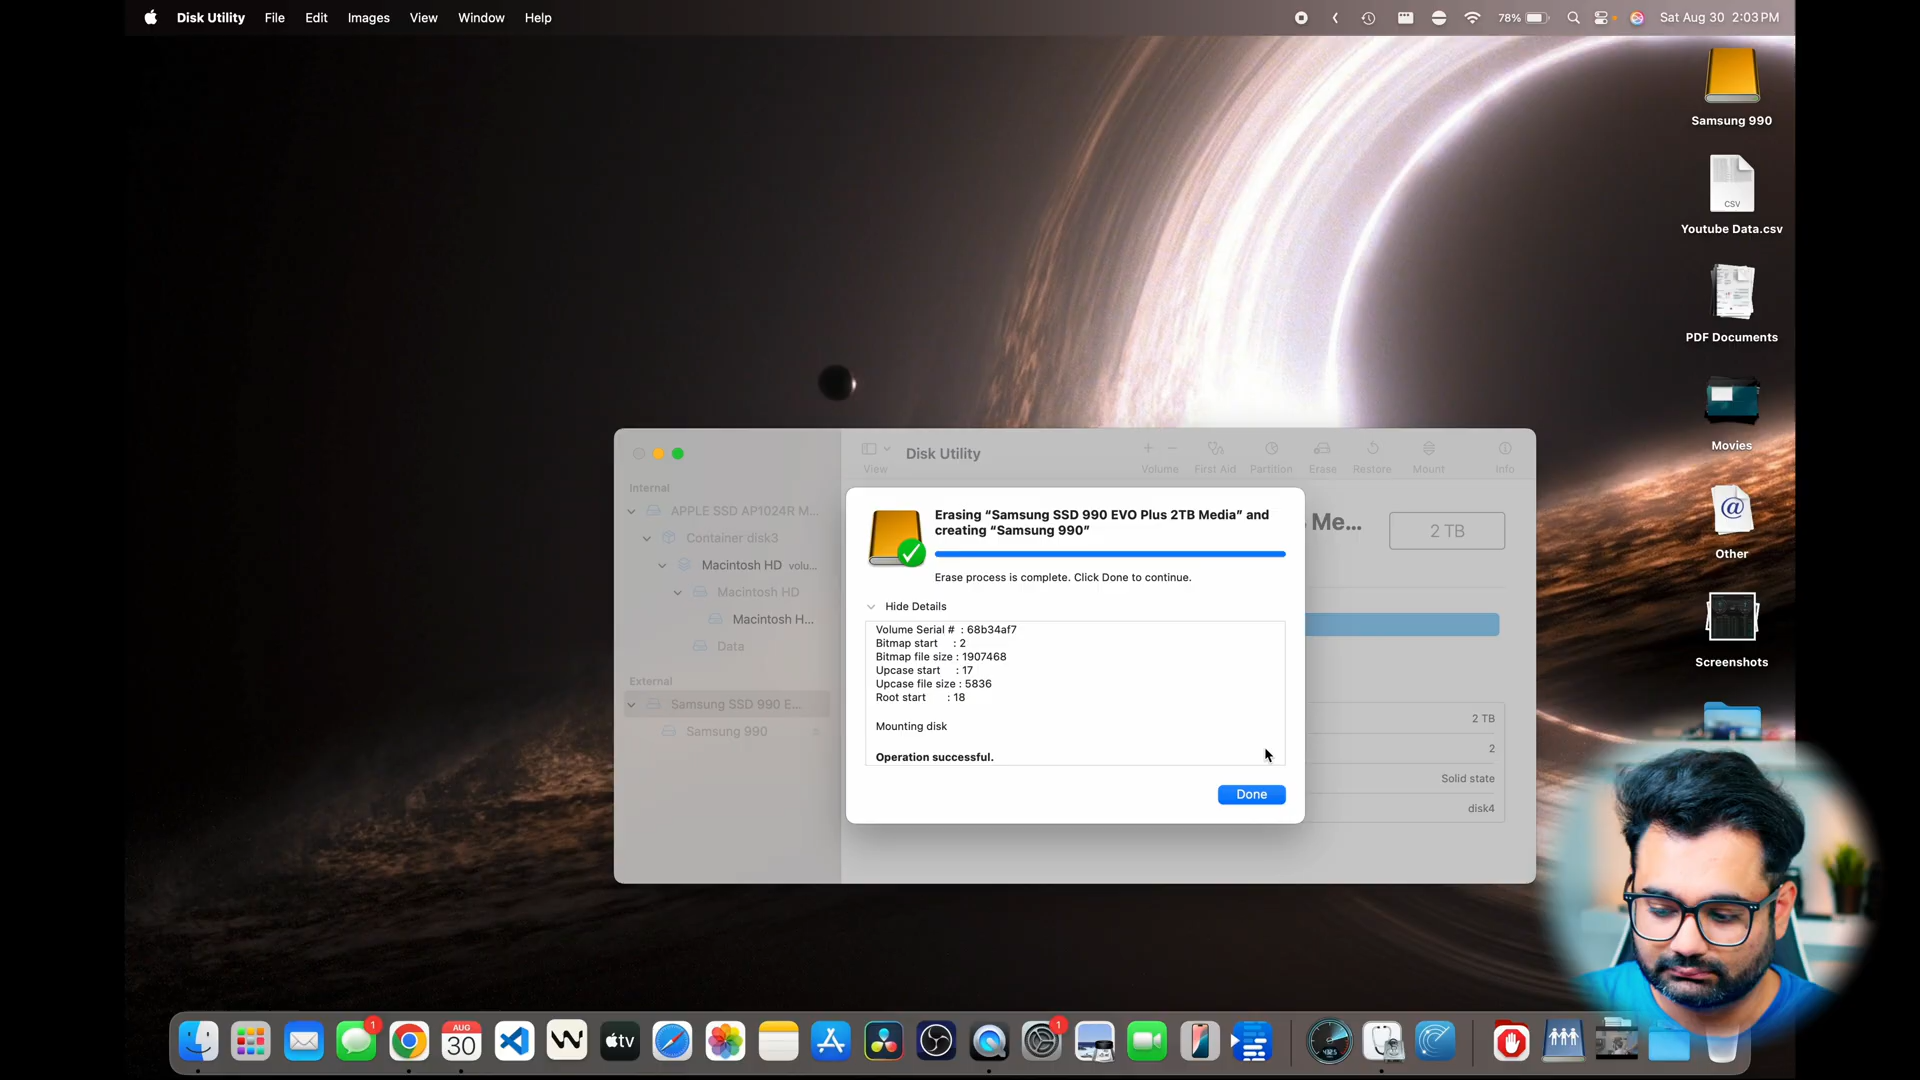 Disk Utility File Edit Images View Window Help
78% Sat Aug 30 2:03 PM
Samsung 990
CSV
Youtube Data.csv
PDF Documents
Movies
Other
Screenshots
Disk Utility
View
Volume First Aid Partition Erase Restore Mount Info
Internal
APPLE SSD AP1024R M...
Container disk3
Macintosh HD volu...
Macintosh HD
Macintosh H...
Data
External
Samsung SSD 990 E...
Samsung 990
Me...
2 TB
2 TB
2
Solid state
disk4
Erasing “Samsung SSD 990 EVO Plus 2TB Media” and
creating “Samsung 990”
Erase process is complete. Click Done to continue.
Hide Details
Volume Serial # : 68b34af7
Bitmap start : 2
Bitmap file size : 1907468
Upcase start : 17
Upcase file size : 5836
Root start : 18
Mounting disk
Operation successful.
Done
1
AUG
30
tv
1